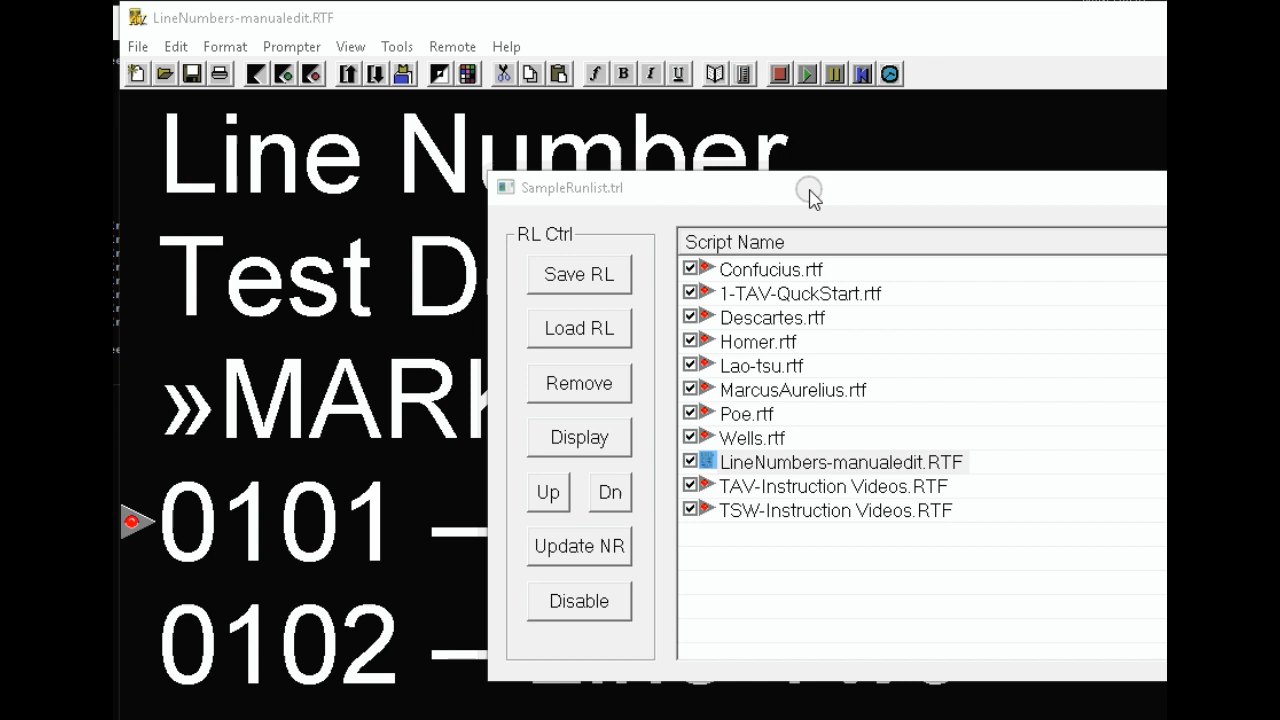 LineNumbers-manualedit.RTF
File Edit Format Prompter View Tools Remote Help
B I U
Line Number
Test D
»MARK
0101 –
0102 –
SampleRunlist.trl
RL Ctrl
Save RL
Load RL
Remove
Display
Up Dn
Update NR
Disable
Script Name
Confucius.rtf
1-TAV-QuckStart.rtf
Descartes.rtf
Homer.rtf
Lao-tsu.rtf
MarcusAurelius.rtf
Poe.rtf
Wells.rtf
LineNumbers-manualedit.RTF
TAV-Instruction Videos.RTF
TSW-Instruction Videos.RTF